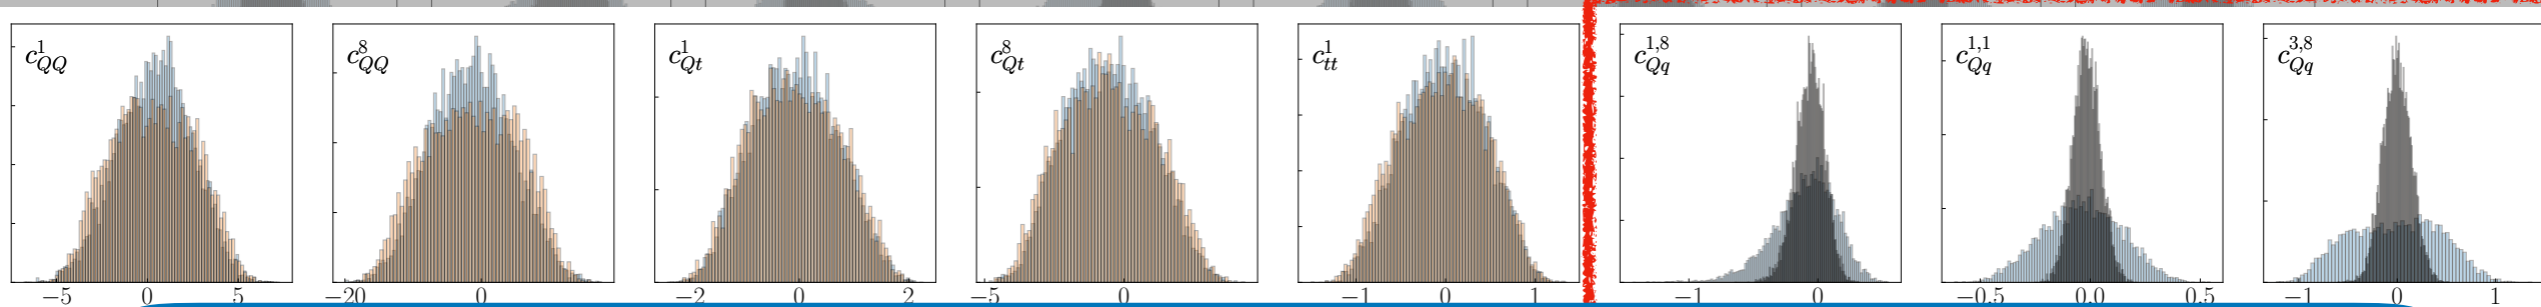 c^1_{QQ}
c^8_{QQ}
c^1_{Qt}
c^8_{Qt}
c^1_{tt}
c^{1,8}_{Qq}
c^{1,1}_{Qq}
c^{3,8}_{Qq}
−5 0 5
−20 0
−2 0 2
−5 0
−1 0 1
−1 0
−0.5 0.0 0.5
−1 0 1